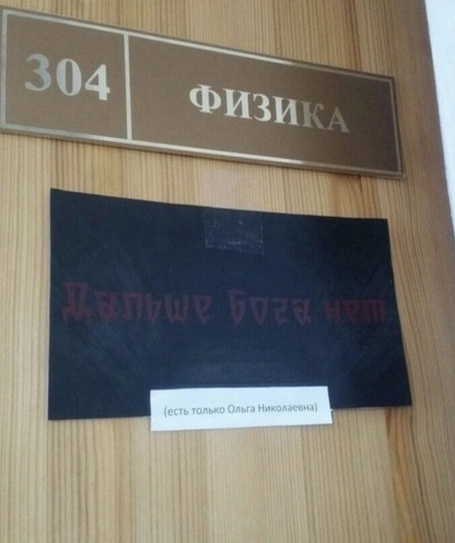 304 ФИЗИКА
Дальше бога нет
(есть только Ольга Николаевна)